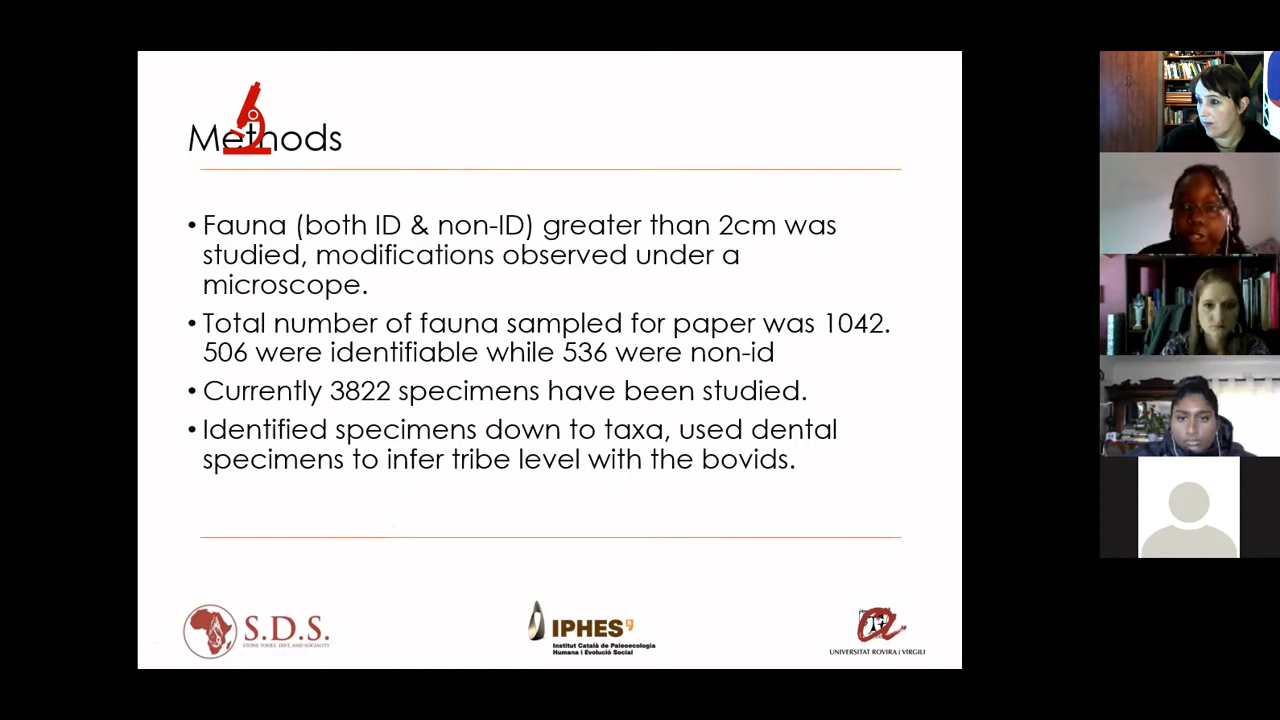 Methods
• Fauna (both ID & non-ID) greater than 2cm was
studied, modifications observed under a
microscope.
• Total number of fauna sampled for paper was 1042.
506 were identifiable while 536 were non-id
• Currently 3822 specimens have been studied.
• Identified specimens down to taxa, used dental
specimens to infer tribe level with the bovids.
S.D.S.
STONE TOOLS, DIET, AND SOCIALITY
IPHES
Institut Català de Paleoecologia
Humana i Evolució Social
UNIVERSITAT ROVIRA i VIRGILI